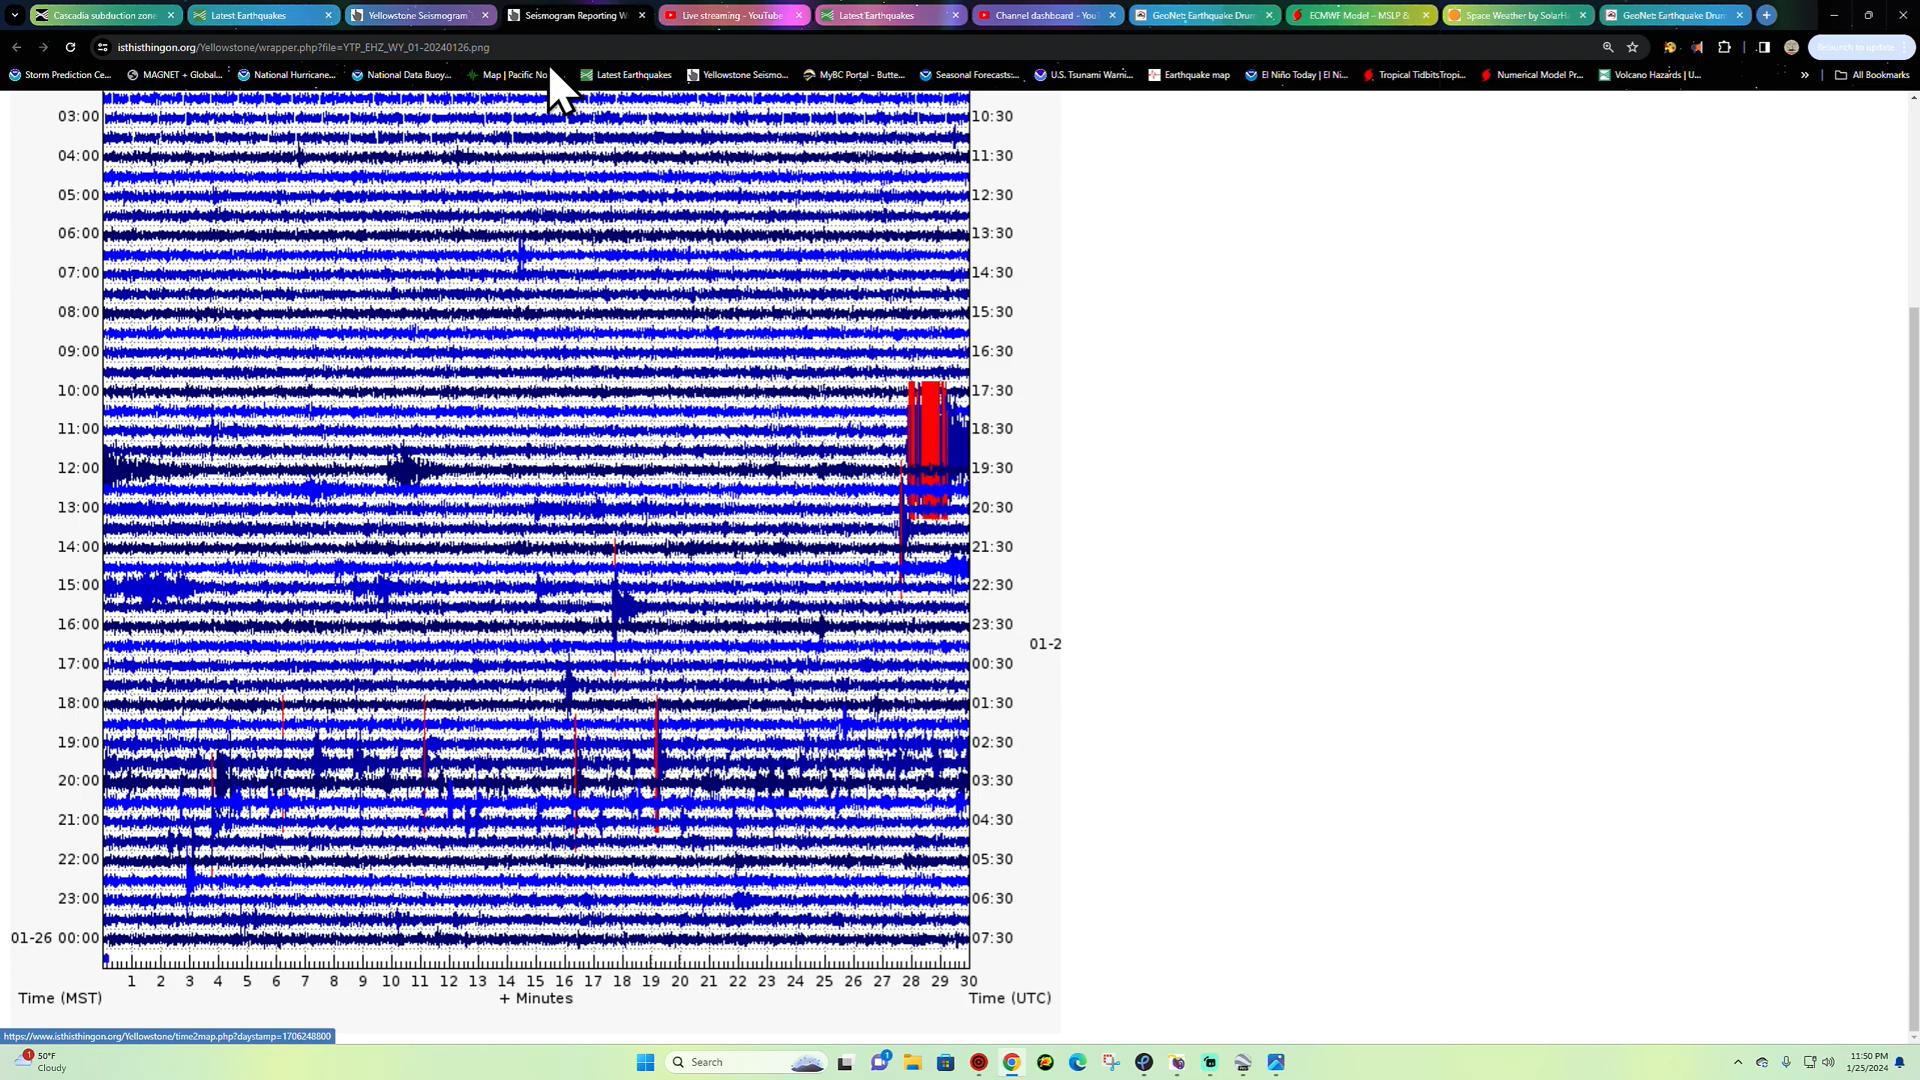 Cascadia subduction zone
Latest Earthquakes
Yellowstone Seismogram
Seismogram Reporting W
Live streaming - YouTube
Latest Earthquakes
Channel dashboard - YouTu
GeoNet: Earthquake Drum
ECMWF Model – MSLP &
Space Weather by SolarHa
GeoNet: Earthquake Drum
isthisthingon.org/Yellowstone/wrapper.php?file=YTP_EHZ_WY_01-20240126.png
Relaunch to update
Storm Prediction Ce...
MAGNET + Global...
National Hurricane...
National Data Buoy...
Map | Pacific No
Latest Earthquakes
Yellowstone Seismo...
MyBC Portal - Butte...
Seasonal Forecasts:...
U.S. Tsunami Warni...
Earthquake map
El Niño Today | El Ni...
Tropical TidbitsTropi...
Numerical Model Pr...
Volcano Hazards | U...
All Bookmarks
03:00 10:30
04:00 11:30
05:00 12:30
06:00 13:30
07:00 14:30
08:00 15:30
09:00 16:30
10:00 17:30
11:00 18:30
12:00 19:30
13:00 20:30
14:00 21:30
15:00 22:30
16:00 23:30
01-2
17:00 00:30
18:00 01:30
19:00 02:30
20:00 03:30
21:00 04:30
22:00 05:30
23:00 06:30
01-26 00:00 07:30
1 2 3 4 5 6 7 8 9 10 11 12 13 14 15 16 17 18 19 20 21 22 23 24 25 26 27 28 29 30
Time (MST) + Minutes Time (UTC)
https://www.isthisthingon.org/Yellowstone/time2map.php?daystamp=1706248800
1
50°F
Cloudy
Search
1
11:50 PM
1/25/2024